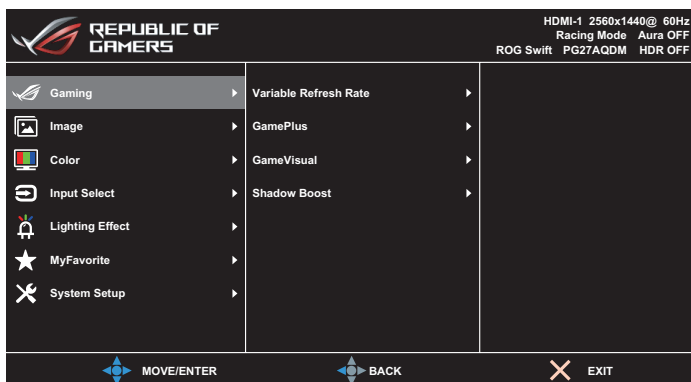 REPUBLIC OF
GAMERS
HDMI-1 2560x1440@ 60Hz
Racing Mode Aura OFF
ROG Swift PG27AQDM HDR OFF
Gaming
Variable Refresh Rate
Image
GamePlus
Color
GameVisual
Input Select
Shadow Boost
Lighting Effect
MyFavorite
System Setup
MOVE/ENTER
BACK
EXIT